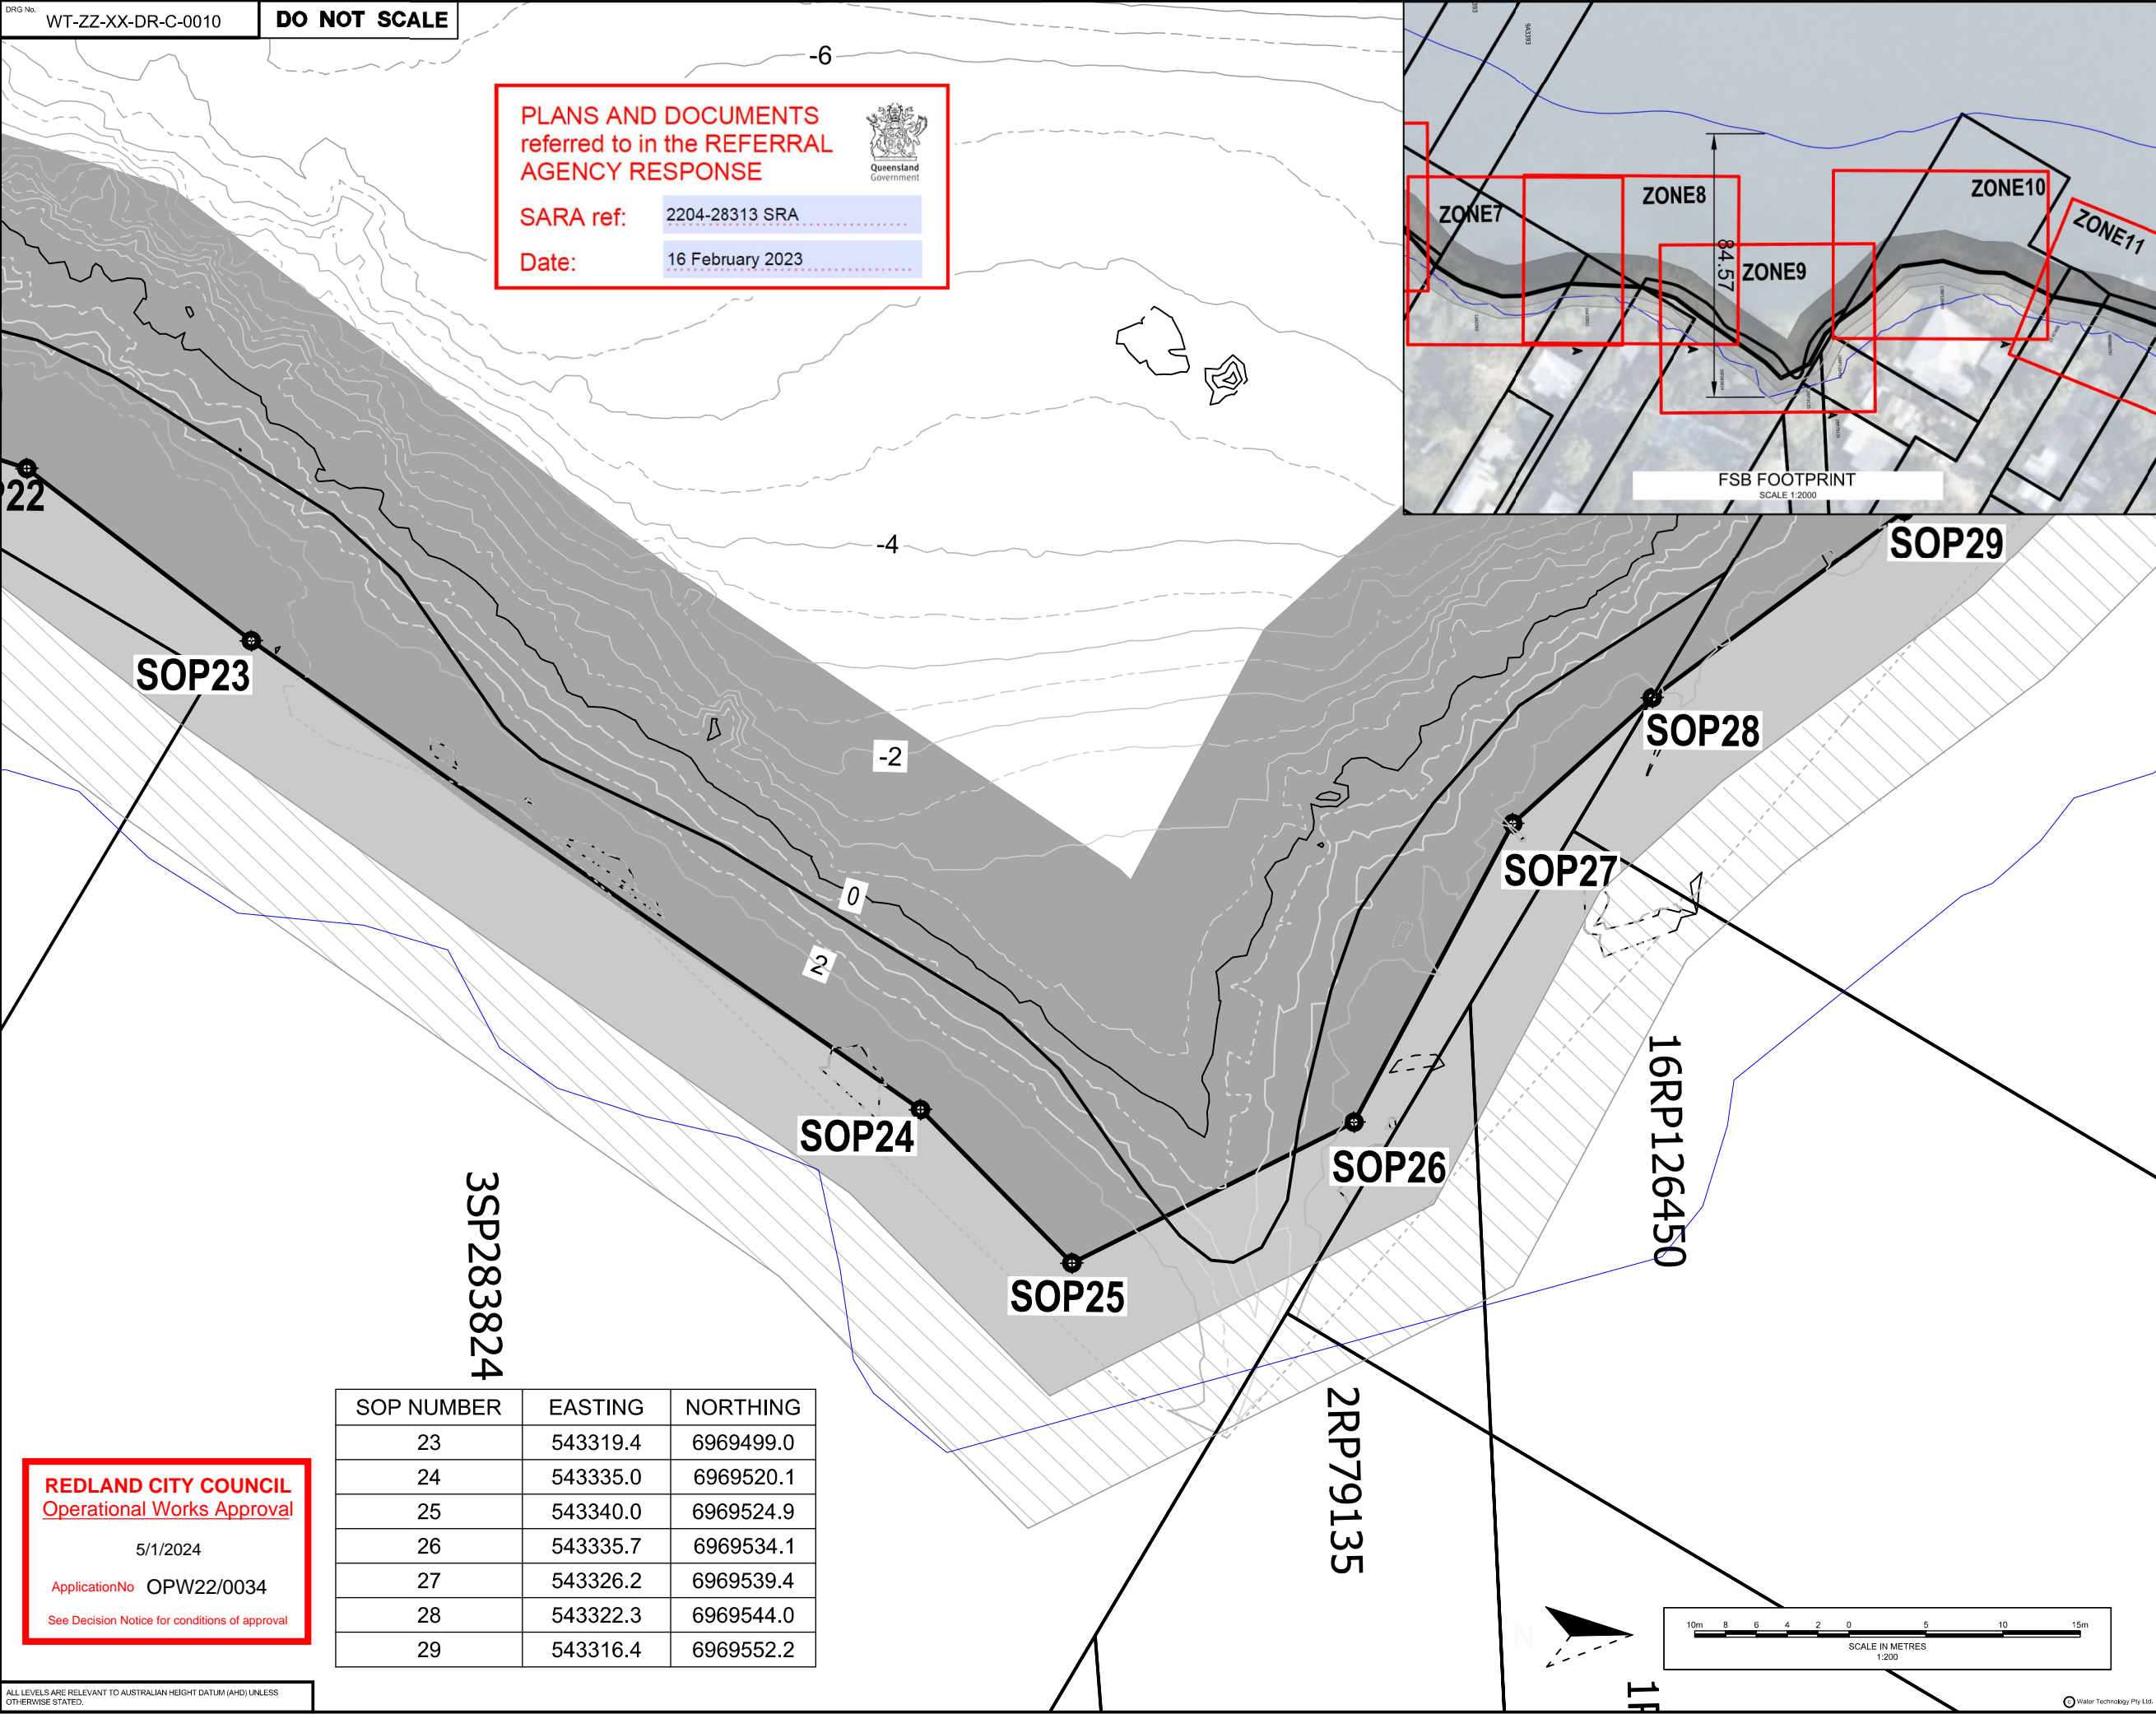 DRG No.
WT-ZZ-XX-DR-C-0010
DO NOT SCALE
-6
PLANS AND DOCUMENTS
referred to in the REFERRAL
AGENCY RESPONSE
Queensland
Government
SARA ref: 2204-28313 SRA
Date: 16 February 2023
ZONE7
ZONE8
84.57
ZONE9
ZONE10
ZONE11
FSB FOOTPRINT
SCALE 1:2000
-4
-2
0
2
22
SOP23
SOP24
SOP25
SOP26
SOP27
SOP28
SOP29
3SP283824
16RP126450
2RP79135
SOP NUMBER EASTING NORTHING
23 543319.4 6969499.0
24 543335.0 6969520.1
25 543340.0 6969524.9
26 543335.7 6969534.1
27 543326.2 6969539.4
28 543322.3 6969544.0
29 543316.4 6969552.2
REDLAND CITY COUNCIL
Operational Works Approval
5/1/2024
ApplicationNo OPW22/0034
See Decision Notice for conditions of approval
N
10m 8 6 4 2 0 5 10 15m
SCALE IN METRES
1:200
ALL LEVELS ARE RELEVANT TO AUSTRALIAN HEIGHT DATUM (AHD) UNLESS
OTHERWISE STATED.
© Water Technology Pty Ltd.